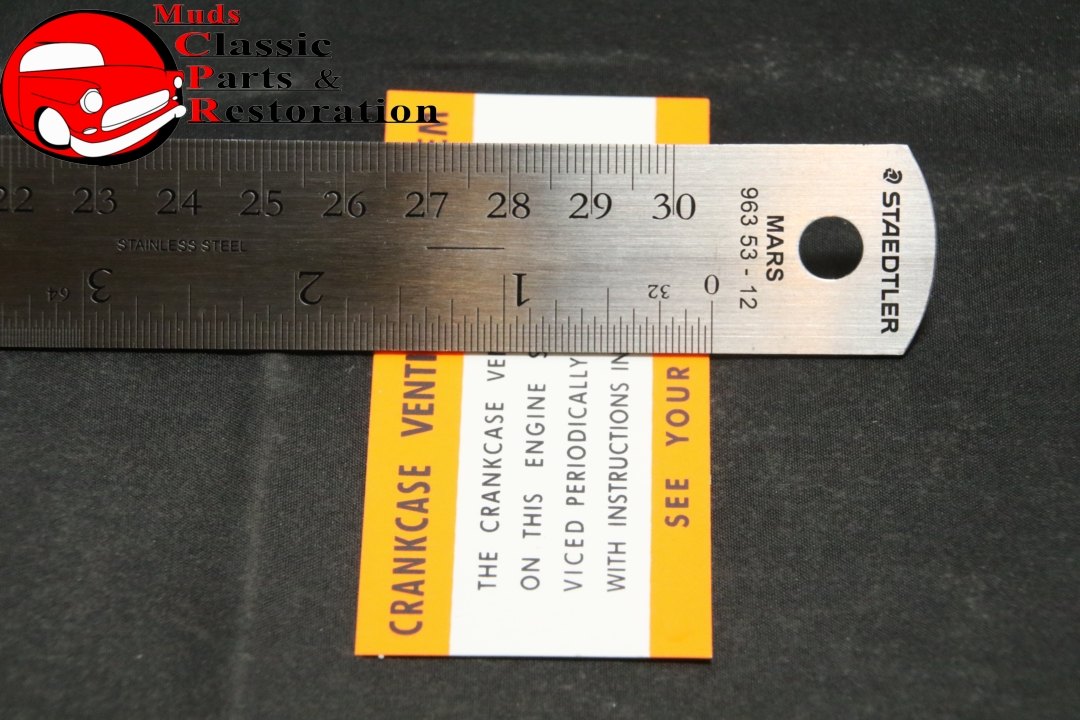 Muds
Classic
Parts &
Restoration
22 23 24 25 26 27 28 29 30
STAINLESS STEEL
64 3 2 1 32 0
MARS
963 53 - 12
STAEDTLER
CRANKCASE VENTI
EM
THE CRANKCASE VE
ON THIS ENGINE S
VICED PERIODICALLY
WITH INSTRUCTIONS IN
SEE YOUR